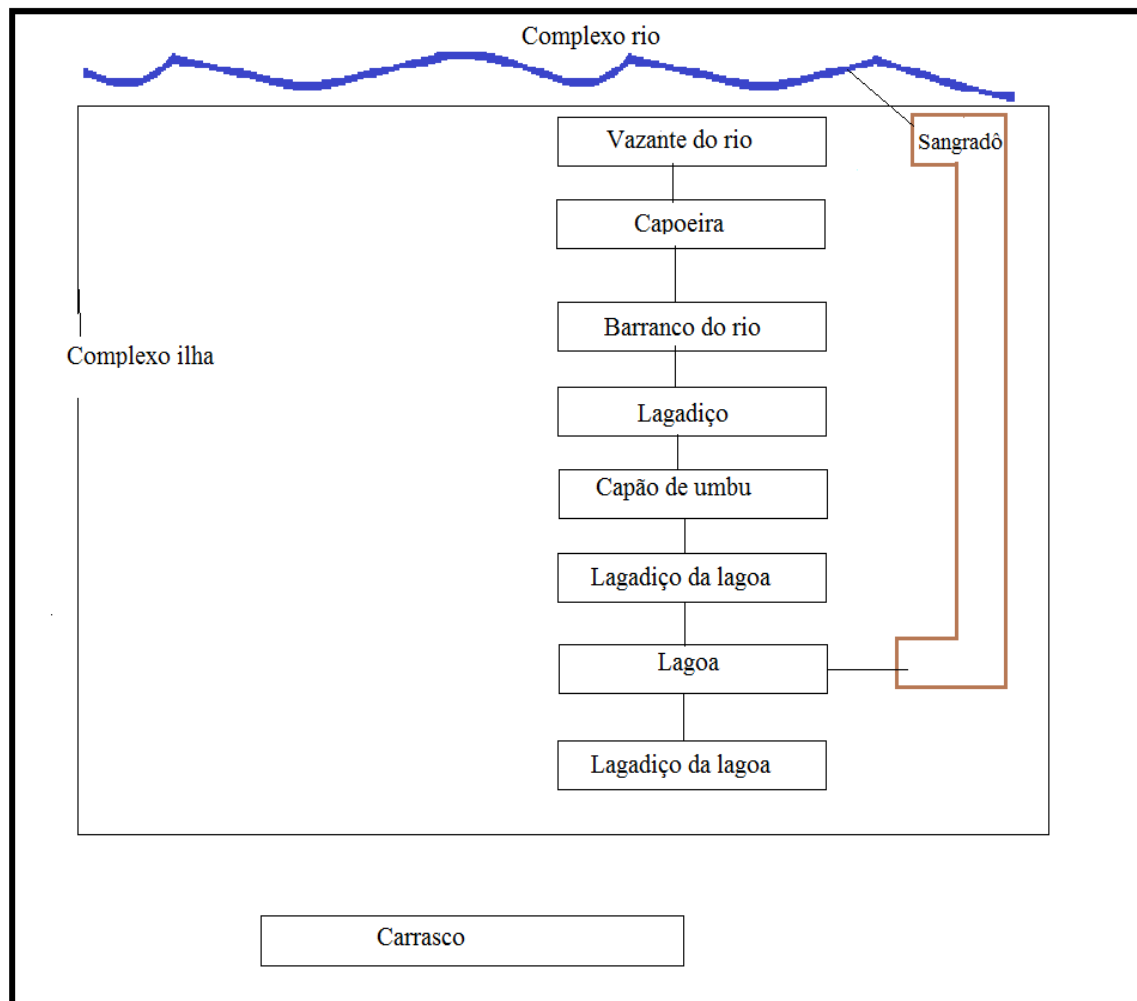 Complexo rio
Vazante do rio
Sangradô
Capoeira
Barranco do rio
Complexo ilha
Lagadiço
Capão de umbu
Lagadiço da lagoa
Lagoa
Lagadiço da lagoa
Carrasco